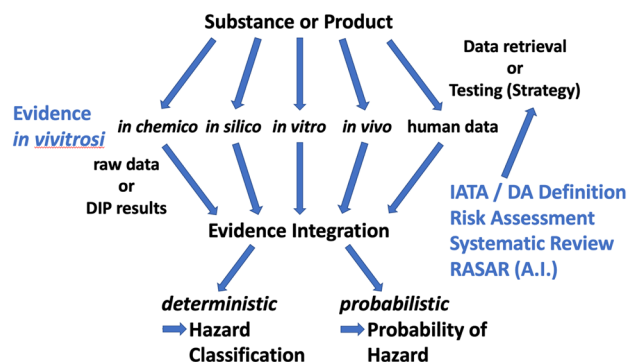 Substance or Product
Data retrieval
or
Testing (Strategy)
Evidence
in vivitrosi
in chemico in silico in vitro in vivo human data
raw data
or
DIP results
IATA / DA Definition
Risk Assessment
Systematic Review
RASAR (A.I.)
Evidence Integration
deterministic
Hazard
Classification
probabilistic
Probability of
Hazard